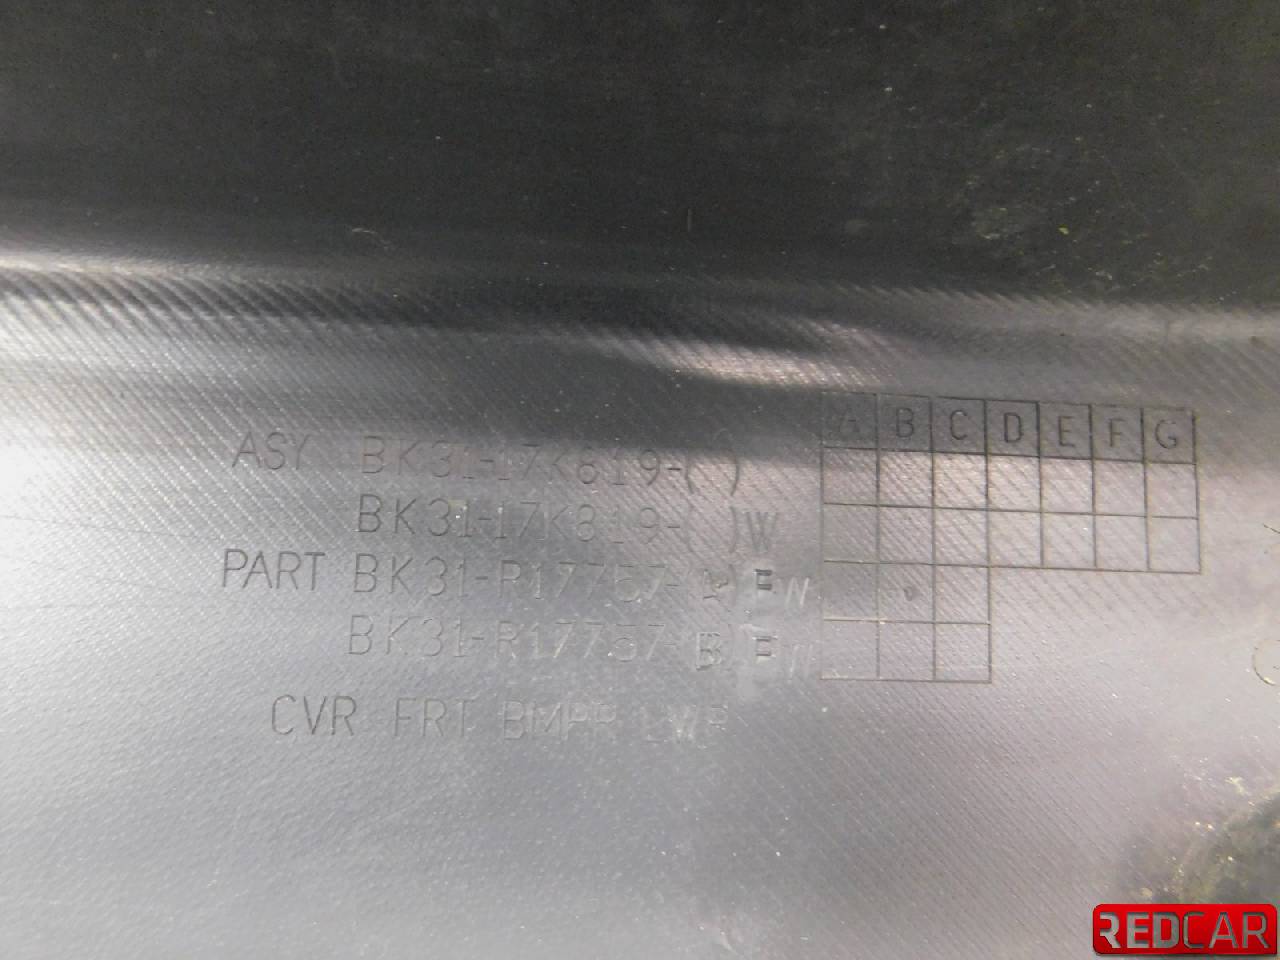 ASY BK31-17K819-( )
BK31-17K819-( )W
PART BK31-R17757-
BK31-R17757-B
CVR FRT BMPR LWR
A B C D E F G
REDCAR